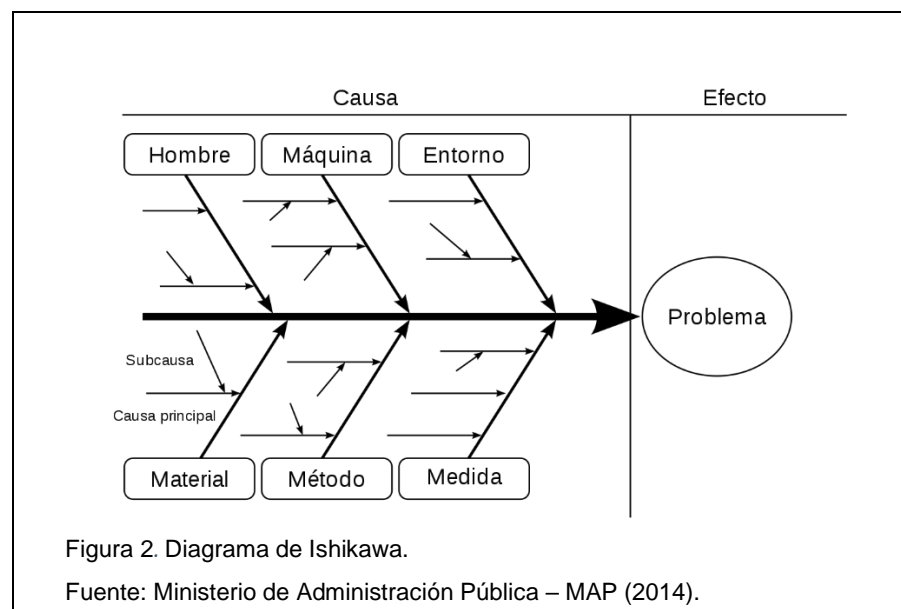 Causa
Efecto
Hombre
Máquina
Entorno
Problema
Subcausa
Causa principal
Material
Método
Medida
Figura 2. Diagrama de Ishikawa.
Fuente: Ministerio de Administración Pública – MAP (2014).